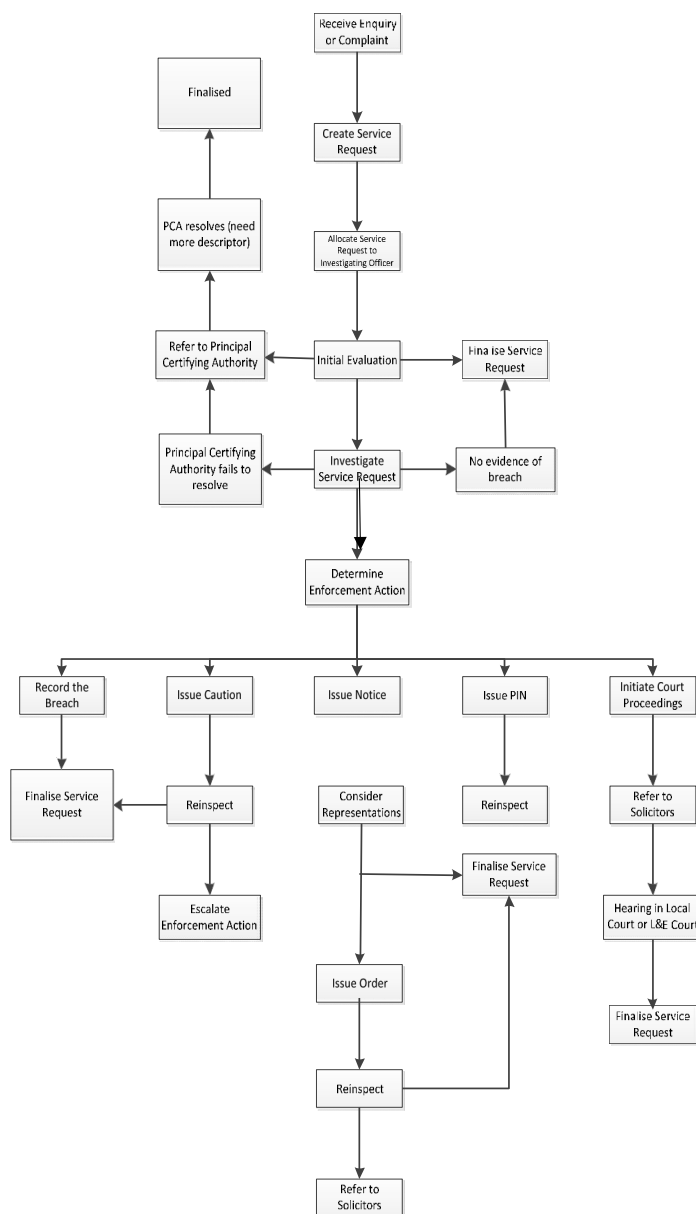 Receive Enquiry
or Complaint
Finalised
Create Service
Request
PCA resolves (need
more descriptor)
Allocate Service
Request to
Investigating Officer
Refer to Principal
Certifying Authority
Initial Evaluation
Fina ise Service
Request
Principal Certifying
Authority fails to
resolve
Investigate
Service Request
No evidence of
breach
Determine
Enforcement Action
Record the
Breach
Issue Caution
Issue Notice
Issue PIN
Initiate Court
Proceedings
Finalise Service
Request
Reinspect
Consider
Representations
Reinspect
Refer to
Solicitors
Finalise Service
Request
Escalate
Enforcement Action
Hearing in Local
Court or L&E Court
Issue Order
Finalise Service
Request
Reinspect
Refer to
Solicitors